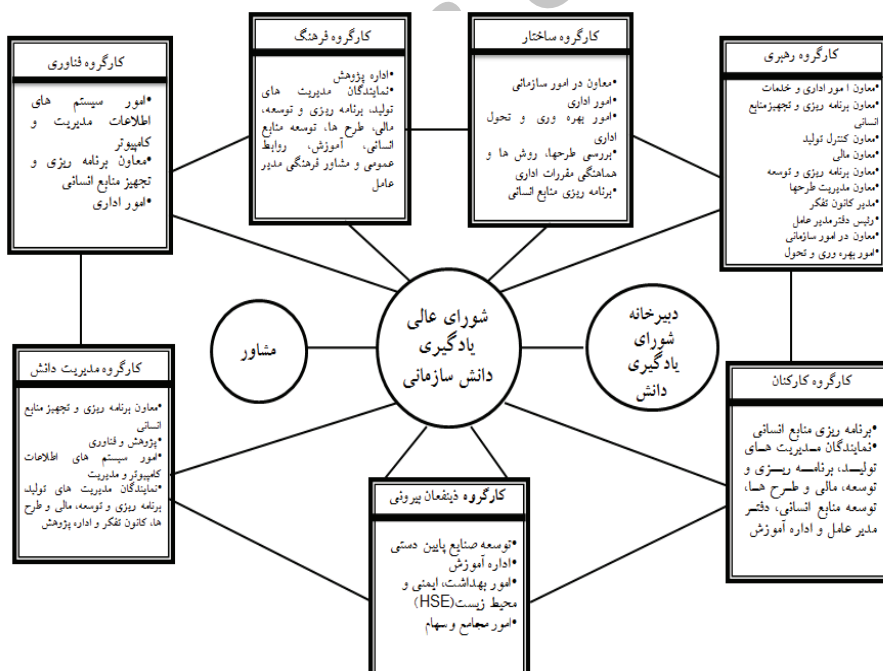 کارگروه رهبری
•معاون امور اداری و خدمات
•معاون برنامه ریزی و تجهیزمنابع
انسانی
•معاون کنترل تولید
•معاون مالی
•معاون برنامه ریزی و توسعه
•معاون مدیریت طرحها
•مدیر کانون تفکر
•رئیس دفترمدیر عامل
•معاون در امور سازمانی
•امور بهره وری و تحول
کارگروه ساختار
•معاون در امور سازمانی
•امور اداری
•امور بهره وری و تحول
اداری
•بررسی طرحها، روش ها و
هماهنگی مقررات اداری
•برنامه ریزی منابع انسانی
کارگروه فرهنگ
•اداره پژوهش
•نمایندگان مدیریت های
تولید، برنامه ریزی و توسعه،
مالی، طرح ها، توسعه منابع
انسانی، آموزش، روابط
عمومی و مشاور فرهنگی مدیر
عامل
کارگروه فناوری
•امور سیستم های
اطلاعات مدیریت و
کامپیوتر
•معاون برنامه ریزی و
تجهیز منابع انسانی
•امور اداری
دبیرخانه
شورای
یادگیری
دانش
شورای عالی
یادگیری
دانش سازمانی
مشاور
کارگروه کارکنان
•برنامه ریزی منابع انسانی
•نمایندگان مدیریت های
تولید، برنامه ریزی و
توسعه، مالی و طرح ها،
توسعه منابع انسانی، دفتر
مدیر عامل و اداره آموزش
کارگروه ذینفعان بیرونی
•توسعه صنایع پایین دستی
•اداره آموزش
•امور بهداشت، ایمنی و
محیط زیست(HSE)
•امور مجامع و سهام
کارگروه مدیریت دانش
•معاون برنامه ریزی و تجهیز منابع
انسانی
•پژوهش و فناوری
•امور سیستم های اطلاعات
کامپیوتر و مدیریت
•نمایندگان مدیریت های تولید،
برنامه ریزی و توسعه، مالی و طرح
ها، کانون تفکر و اداره پژوهش